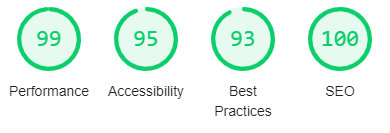 99 95 93 100
Performance Accessibility Best Practices SEO